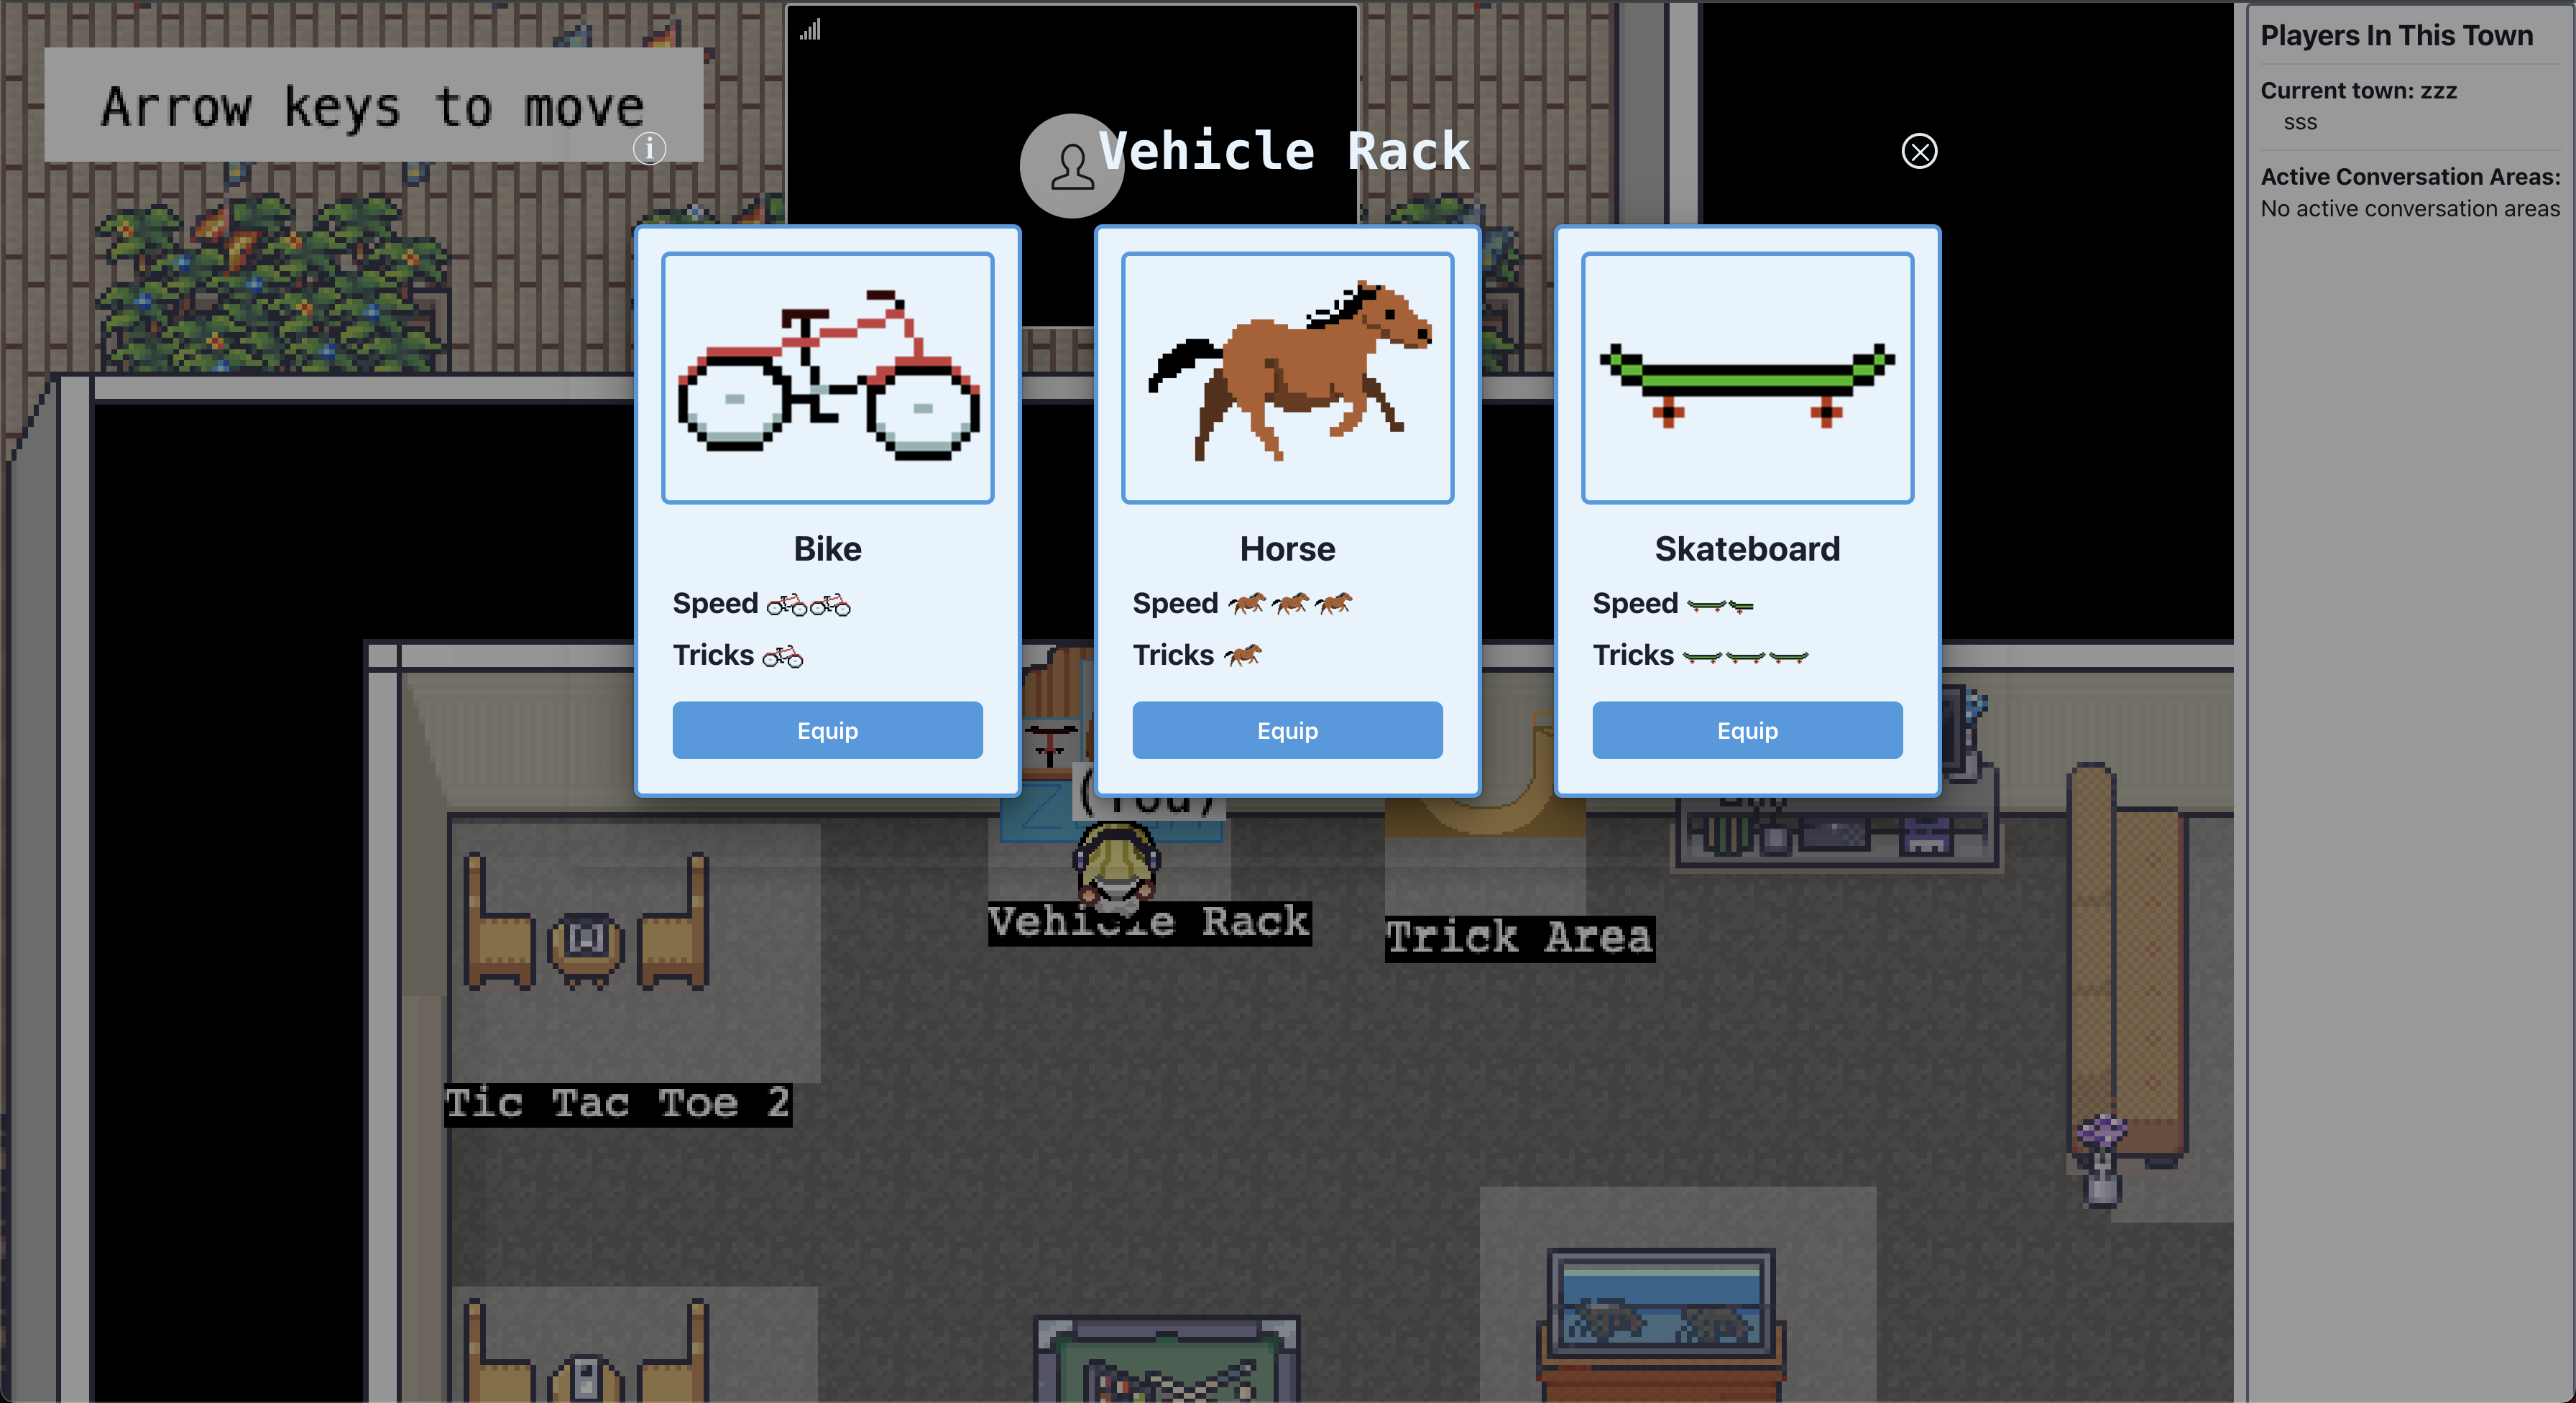 Arrow keys to move
Vehicle Rack
Players In This Town
Current town: zzz
sss
Active Conversation Areas:
No active conversation areas
Bike
Speed
Tricks
Equip
Horse
Speed
Tricks
Equip
Skateboard
Speed
Tricks
Equip
(You)
Vehicle Rack
Trick Area
Tic Tac Toe 2